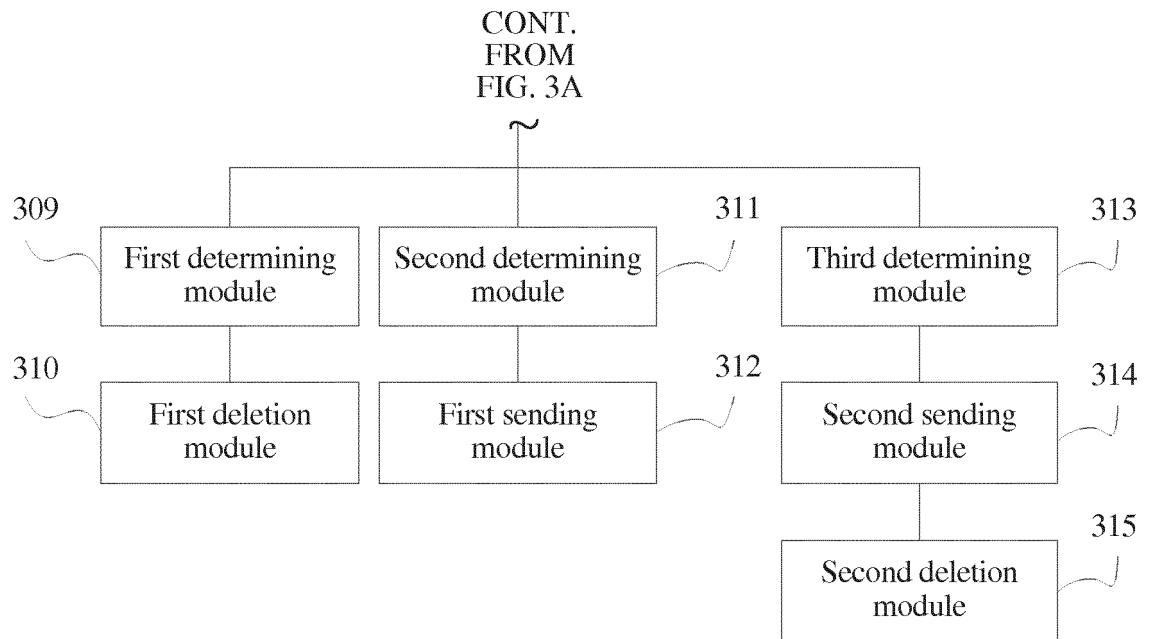 CONT.
FROM
FIG. 3A
309
311
313
First determining
module
Second determining
module
Third determining
module
310
312
314
First deletion
module
First sending
module
Second sending
module
315
Second deletion
module